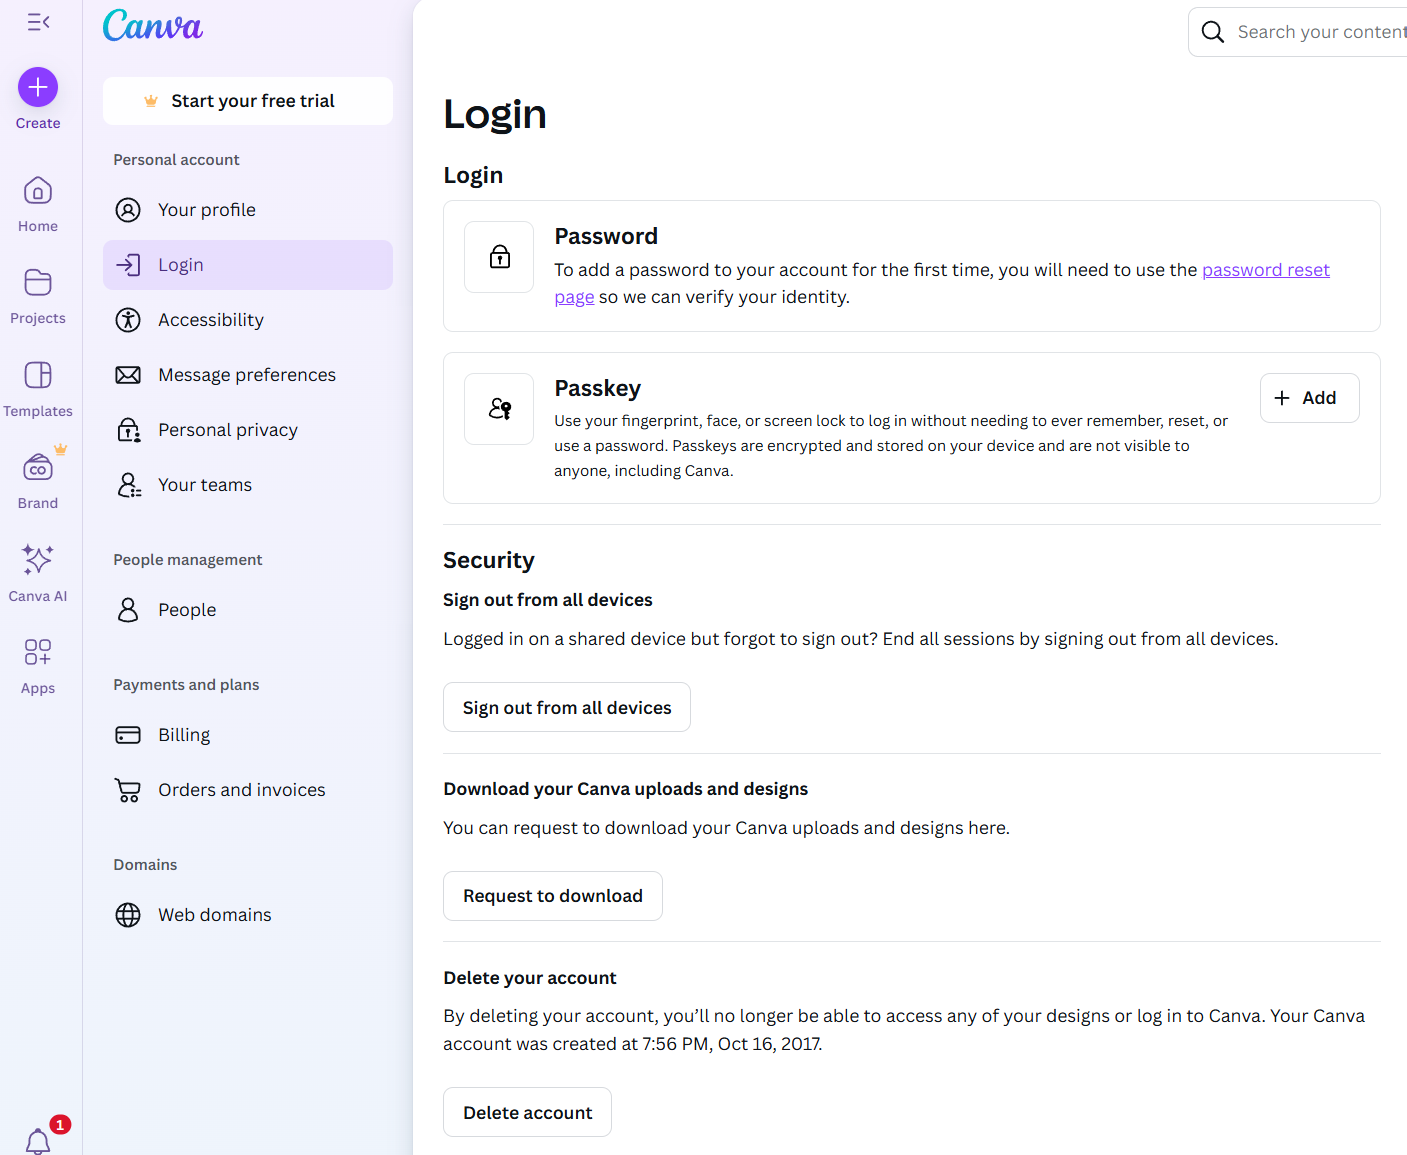 Create
Home
Projects
Templates
CO
Brand
Canva AI
Apps
1
Canva
Start your free trial
Personal account
Your profile
Login
Accessibility
Message preferences
Personal privacy
Your teams
People management
People
Payments and plans
Billing
Orders and invoices
Domains
Web domains
Search your content
Login
Login
Password
To add a password to your account for the first time, you will need to use the password reset
page so we can verify your identity.
Passkey
Use your fingerprint, face, or screen lock to log in without needing to ever remember, reset, or
use a password. Passkeys are encrypted and stored on your device and are not visible to
anyone, including Canva.
Add
Security
Sign out from all devices
Logged in on a shared device but forgot to sign out? End all sessions by signing out from all devices.
Sign out from all devices
Download your Canva uploads and designs
You can request to download your Canva uploads and designs here.
Request to download
Delete your account
By deleting your account, you’ll no longer be able to access any of your designs or log in to Canva. Your Canva
account was created at 7:56 PM, Oct 16, 2017.
Delete account